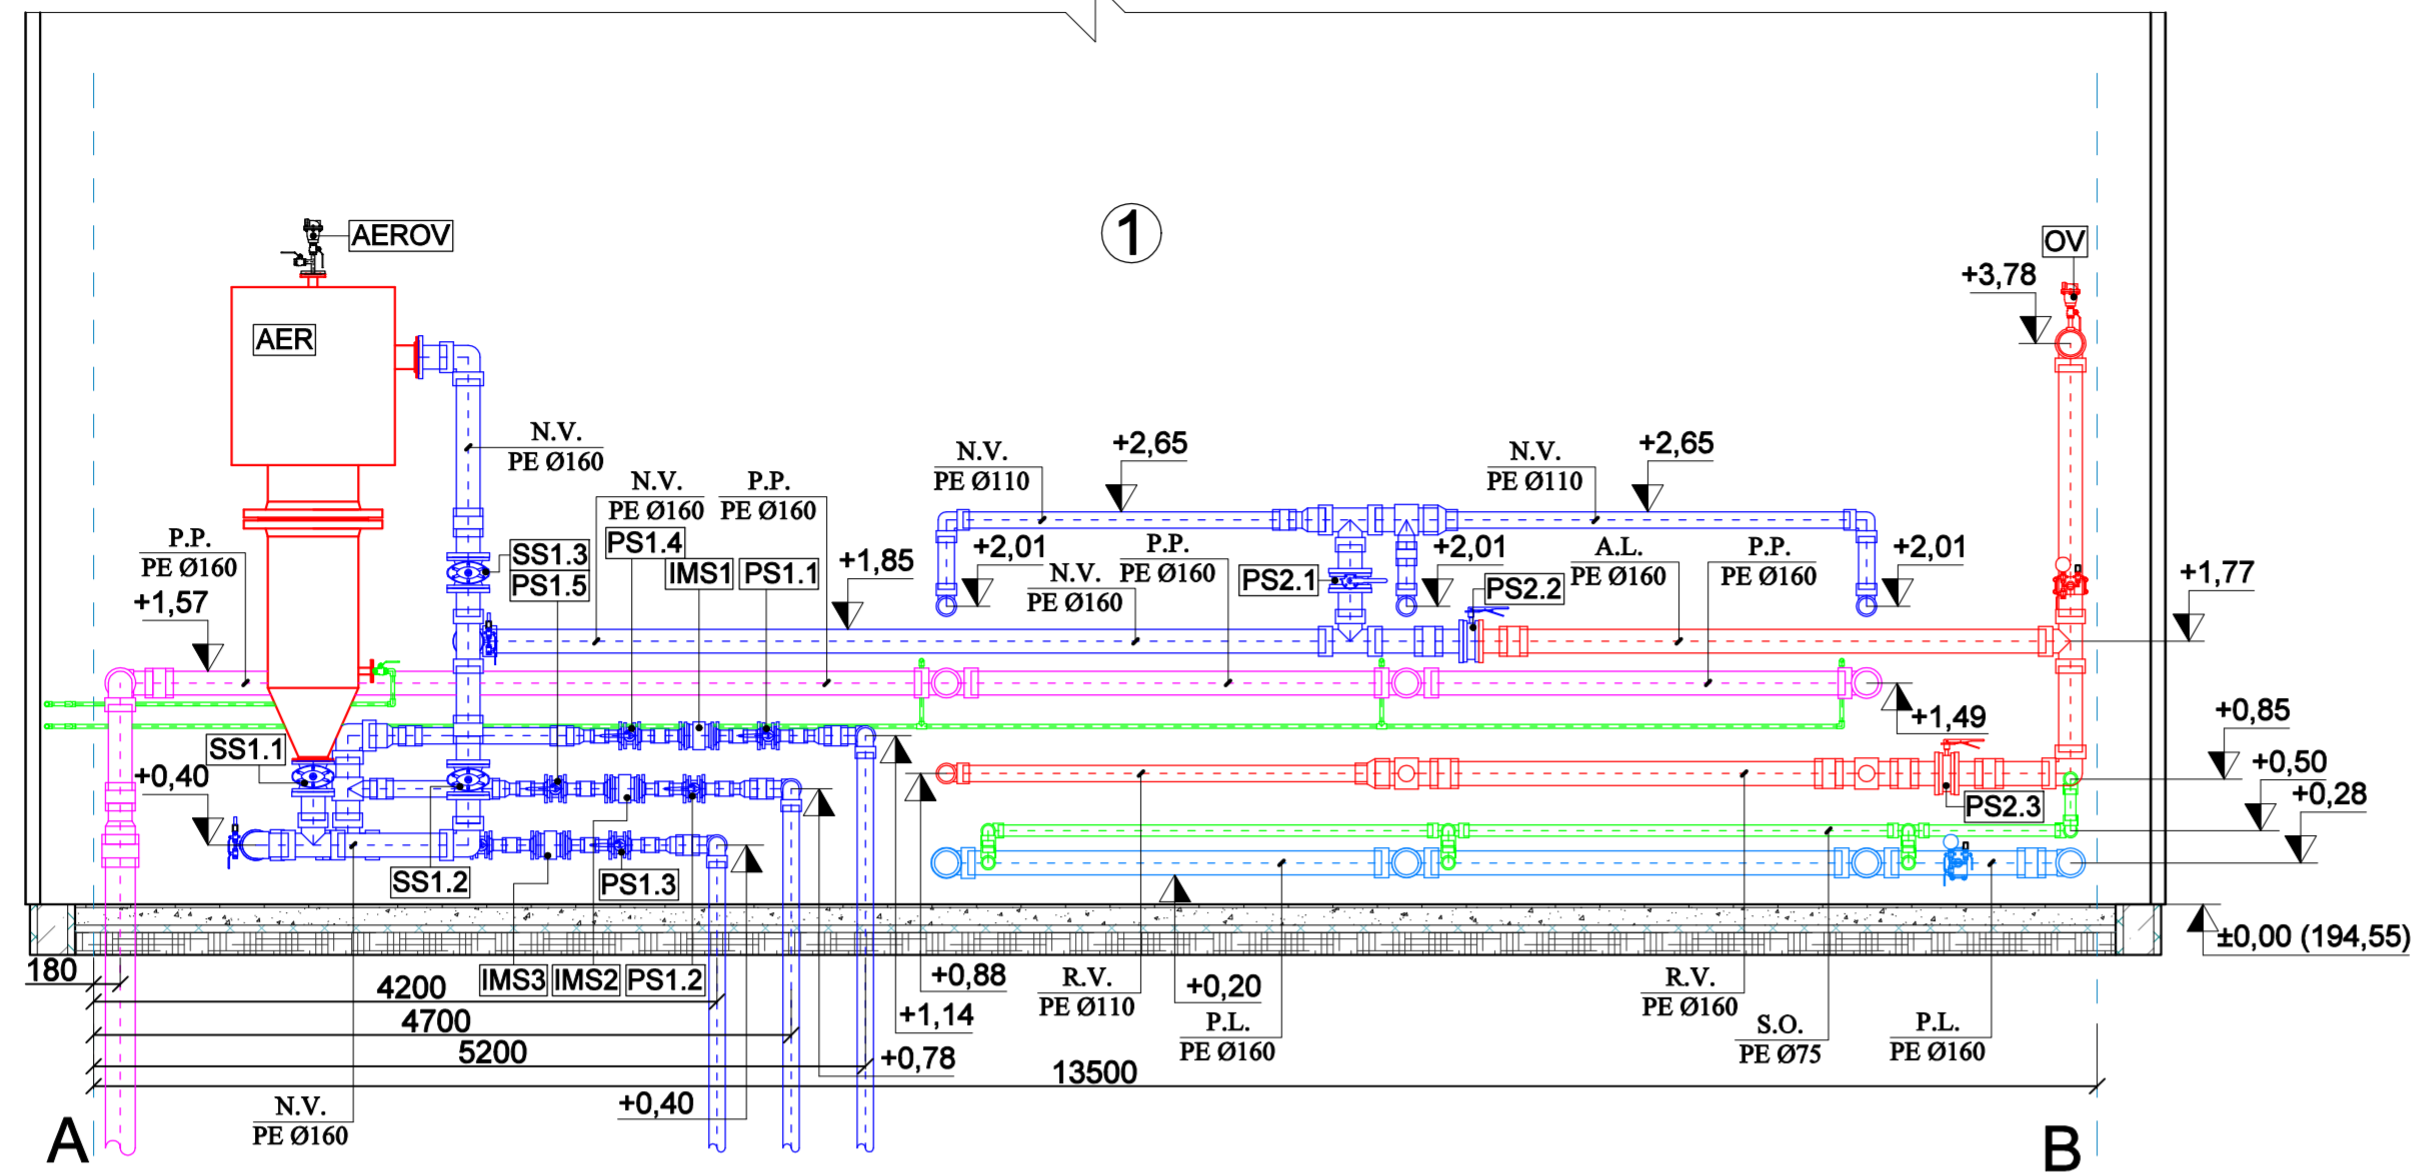 1
AEROV
OV
+3,78
AER
N.V.
PE Ø160
N.V.
PE Ø110
+2,65
N.V.
PE Ø110
+2,65
N.V.
PE Ø160
P.P.
PE Ø160
P.P.
PE Ø160
+1,57
SS1.3
PS1.5
PS1.4
IMS1
PS1.1
+1,85
+2,01
N.V.
PE Ø160
P.P.
PE Ø160
PS2.1
+2,01
PS2.2
A.L.
PE Ø160
P.P.
PE Ø160
+2,01
+1,77
+1,49
SS1.1
+0,40
+0,85
+0,50
+0,28
PS2.3
SS1.2
PS1.3
±0,00 (194,55)
180
IMS3
IMS2
PS1.2
+0,88
R.V.
PE Ø110
+0,20
R.V.
PE Ø160
4200
4700
5200
+1,14
P.L.
PE Ø160
S.O.
PE Ø75
P.L.
PE Ø160
+0,78
13500
+0,40
N.V.
PE Ø160
A
B